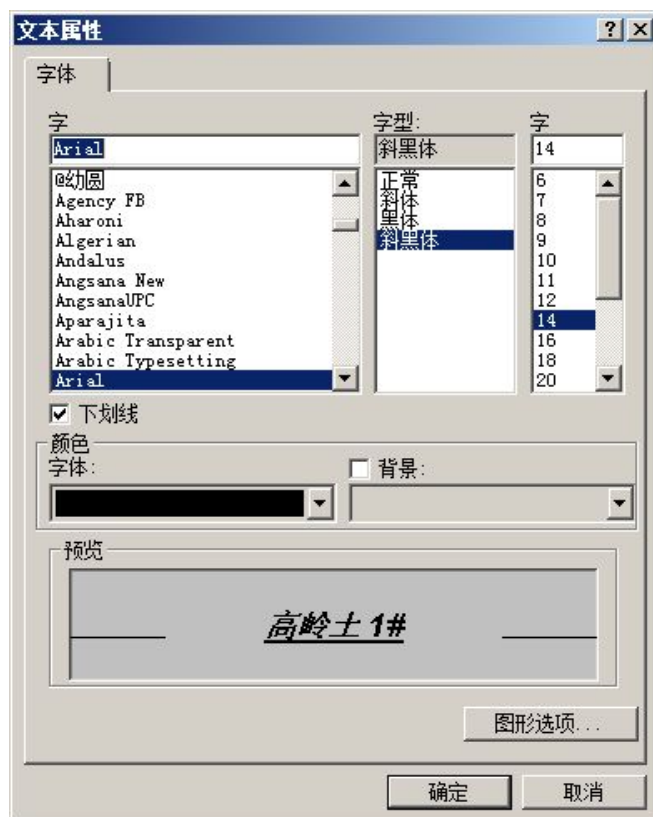 文本属性
字体
字 字型: 字
Arial 斜黑体 14
@幼圆 正常 6
Agency FB 斜体 7
Aharoni 黑体 8
Algerian 斜黑体 9
Andalus 10
Angsana New 11
AngsanaUPC 12
Aparajita 14
Arabic Transparent 16
Arabic Typesetting 18
Arial 20
下划线
颜色
字体: 背景:
预览
高岭土 1#
图形选项...
确定 取消